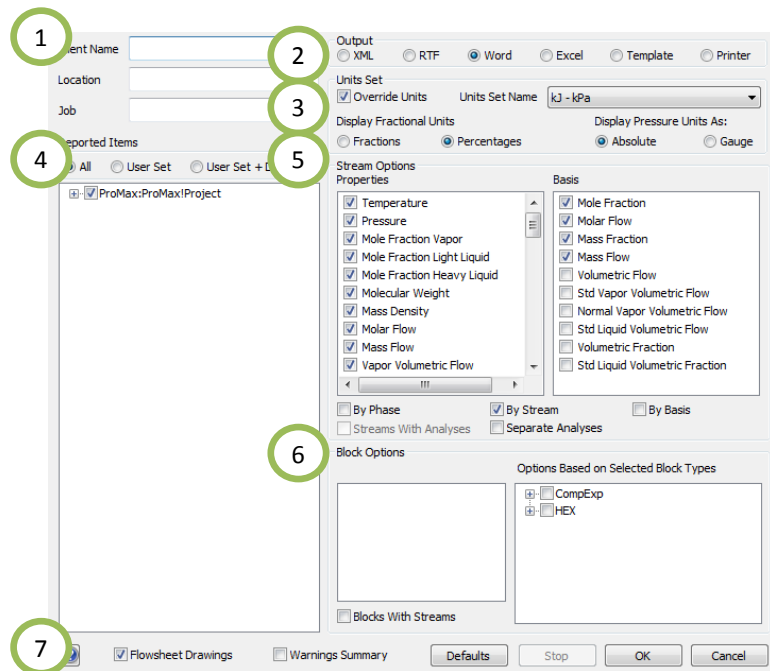 1
Client Name
Location
Job
2
Output
XML RTF Word Excel Template Printer
3
Units Set
Override Units Units Set Name kJ - kPa
Display Fractional Units Display Pressure Units As:
Fractions Percentages Absolute Gauge
4
Reported Items
All User Set User Set +
ProMax:ProMax!Project
5
Stream Options
Properties Basis
Temperature
Pressure
Mole Fraction Vapor
Mole Fraction Light Liquid
Mole Fraction Heavy Liquid
Molecular Weight
Mass Density
Molar Flow
Mass Flow
Vapor Volumetric Flow
Mole Fraction
Molar Flow
Mass Fraction
Mass Flow
Volumetric Flow
Std Vapor Volumetric Flow
Normal Vapor Volumetric Flow
Std Liquid Volumetric Flow
Volumetric Fraction
Std Liquid Volumetric Fraction
By Phase By Stream By Basis
Streams With Analyses Separate Analyses
6
Block Options
Options Based on Selected Block Types
CompExp
HEX
Blocks With Streams
7
Flowsheet Drawings Warnings Summary Defaults Stop OK Cancel